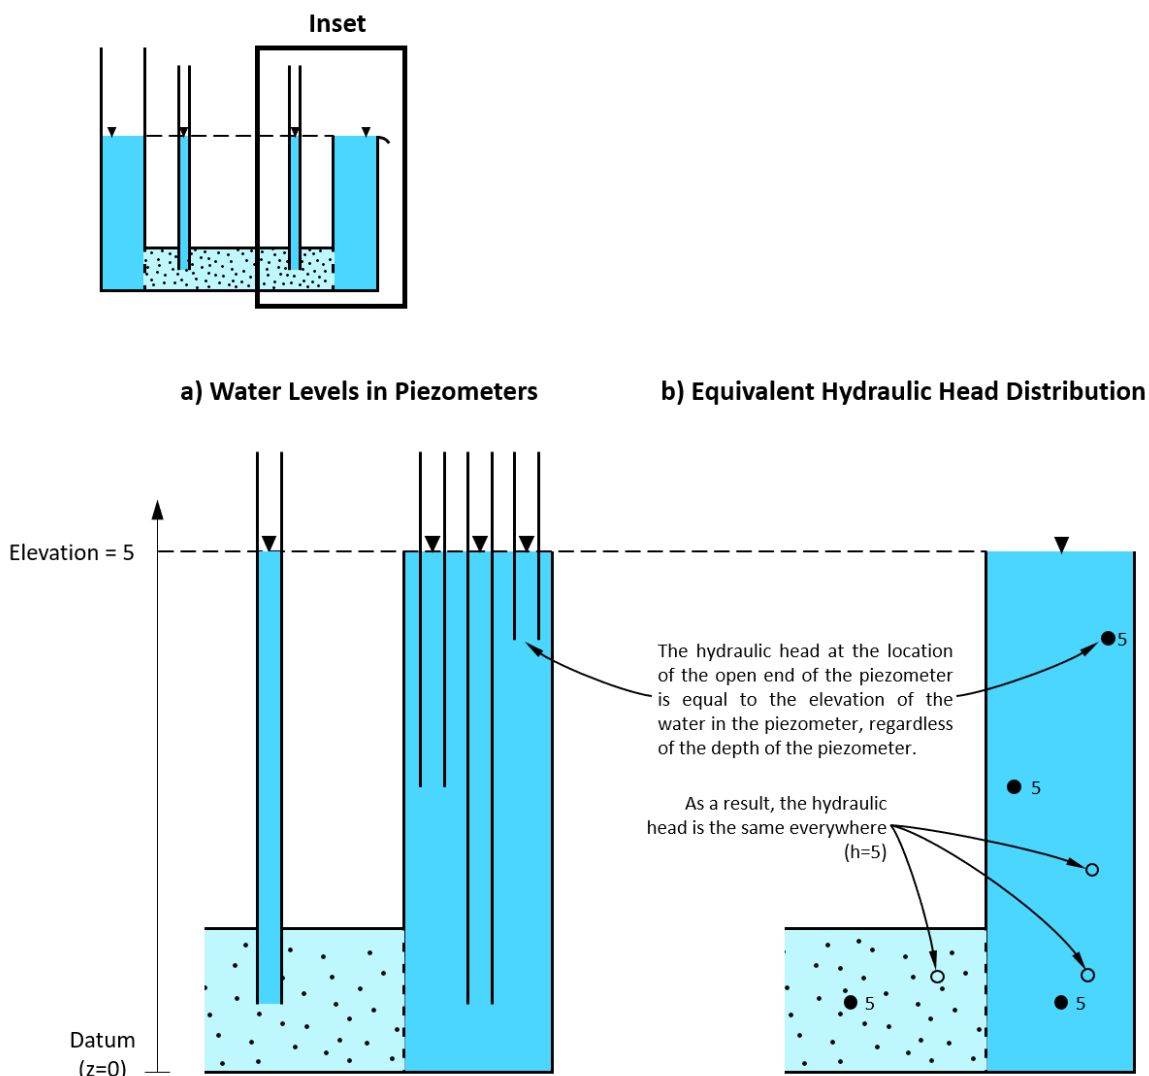 Inset
a) Water Levels in Piezometers
b) Equivalent Hydraulic Head Distribution
Elevation = 5
The hydraulic head at the location
of the open end of the piezometer
is equal to the elevation of the
water in the piezometer, regardless
of the depth of the piezometer.
5
5
As a result, the hydraulic
head is the same everywhere
(h=5)
5
5
Datum
(z=0)